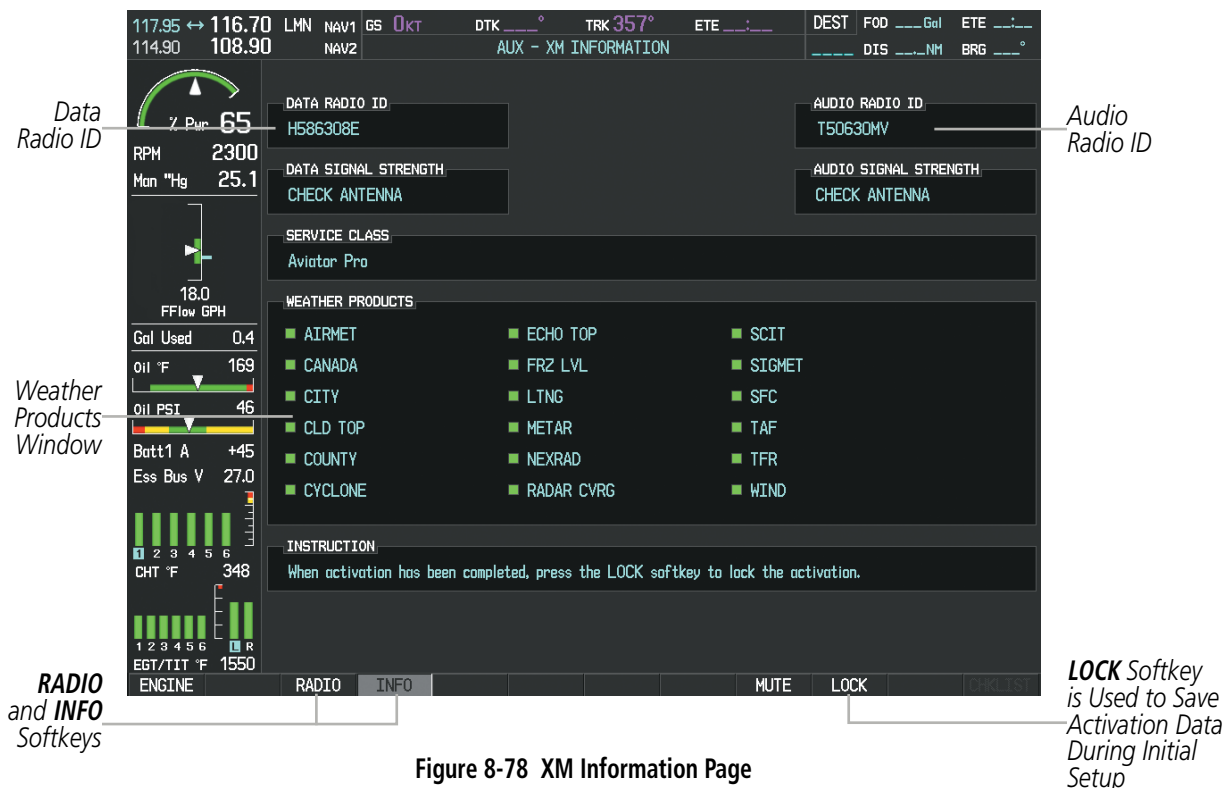 117.95 ↔ 116.70 LMN NAV1 GS 0KT DTK ___° TRK 357° ETE __:__ DEST FOD ___Gal ETE __:__
114.90 108.90 NAV2 AUX - XM INFORMATION ____ DIS __._NM BRG ___°
Data
Radio ID
% Pwr 65
RPM 2300
Man "Hg 25.1
18.0
FFlow GPH
Gal Used 0.4
Oil °F 169
Oil PSI 46
Batt1 A +45
Ess Bus V 27.0
1 2 3 4 5 6
CHT °F 348
1 2 3 4 5 6 L R
EGT/TIT °F 1550
DATA RADIO ID
H586308E
AUDIO RADIO ID
T50630MV
Audio
Radio ID
DATA SIGNAL STRENGTH
CHECK ANTENNA
AUDIO SIGNAL STRENGTH
CHECK ANTENNA
SERVICE CLASS
Aviator Pro
WEATHER PRODUCTS
AIRMET ECHO TOP SCIT
CANADA FRZ LVL SIGMET
CITY LTNG SFC
CLD TOP METAR TAF
COUNTY NEXRAD TFR
CYCLONE RADAR CVRG WIND
Weather
Products
Window
INSTRUCTION
When activation has been completed, press the LOCK softkey to lock the activation.
ENGINE RADIO INFO MUTE LOCK CHKLIST
RADIO
and INFO
Softkeys
LOCK Softkey
is Used to Save
Activation Data
During Initial
Setup
Figure 8-78 XM Information Page